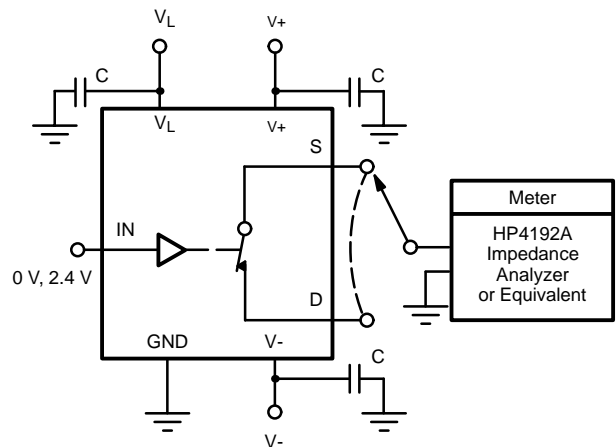 VL
V+
C
C
VL
V+
S
Meter
IN
HP4192A
Impedance
Analyzer
or Equivalent
0 V, 2.4 V
D
GND
V-
C
V-